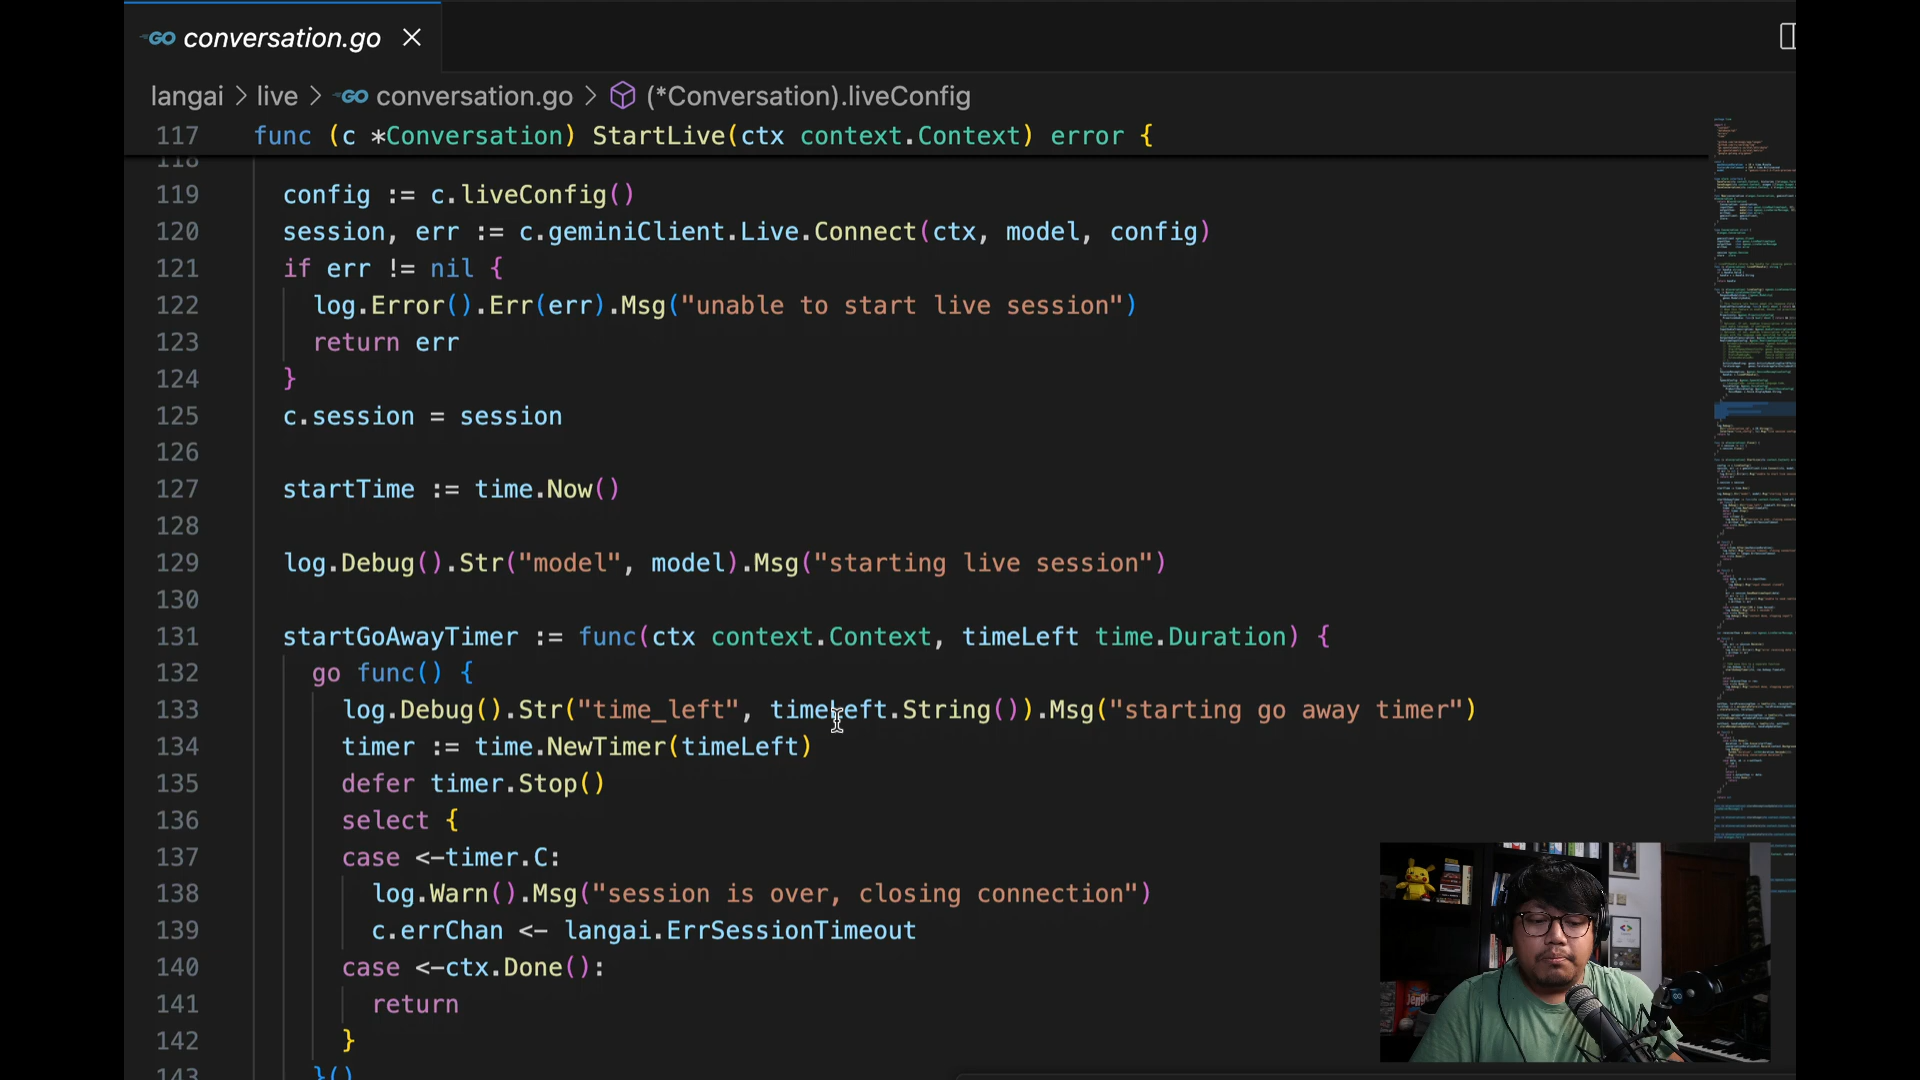 GO conversation.go
langai > live > GO conversation.go > (*Conversation).liveConfig
117 func (c *Conversation) StartLive(ctx context.Context) error {
118
119 config := c.liveConfig()
120 session, err := c.geminiClient.Live.Connect(ctx, model, config)
121 if err != nil {
122 log.Error().Err(err).Msg("unable to start live session")
123 return err
124 }
125 c.session = session
126
127 startTime := time.Now()
128
129 log.Debug().Str("model", model).Msg("starting live session")
130
131 startGoAwayTimer := func(ctx context.Context, timeLeft time.Duration) {
132 go func() {
133 log.Debug().Str("time_left", timeLeft.String()).Msg("starting go away timer")
134 timer := time.NewTimer(timeLeft)
135 defer timer.Stop()
136 select {
137 case <-timer.C:
138 log.Warn().Msg("session is over, closing connection")
139 c.errChan <- langai.ErrSessionTimeout
140 case <-ctx.Done():
141 return
142 }
143 }()